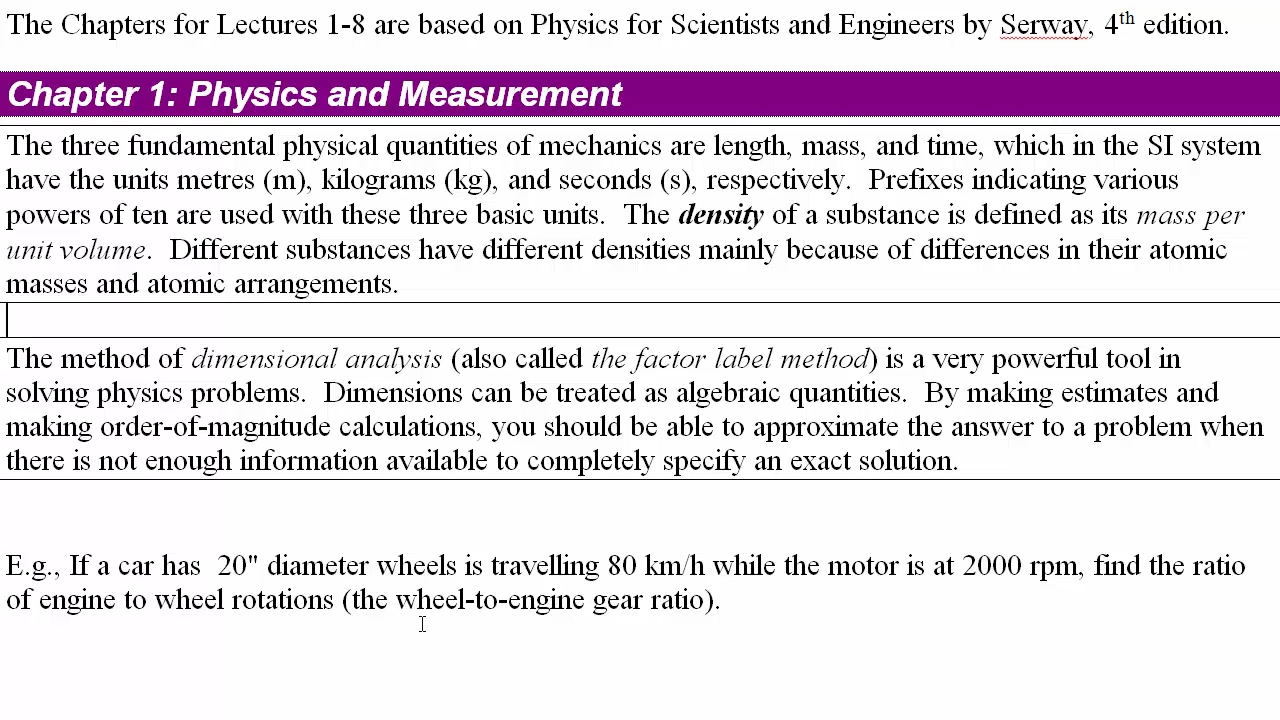 The Chapters for Lectures 1-8 are based on Physics for Scientists and Engineers by Serway, 4th edition.
Chapter 1: Physics and Measurement
The three fundamental physical quantities of mechanics are length, mass, and time, which in the SI system
have the units metres (m), kilograms (kg), and seconds (s), respectively.  Prefixes indicating various
powers of ten are used with these three basic units.  The density of a substance is defined as its mass per
unit volume.  Different substances have different densities mainly because of differences in their atomic
masses and atomic arrangements.
The method of dimensional analysis (also called the factor label method) is a very powerful tool in
solving physics problems.  Dimensions can be treated as algebraic quantities.  By making estimates and
making order-of-magnitude calculations, you should be able to approximate the answer to a problem when
there is not enough information available to completely specify an exact solution.
E.g., If a car has  20" diameter wheels is travelling 80 km/h while the motor is at 2000 rpm, find the ratio
of engine to wheel rotations (the wheel-to-engine gear ratio).